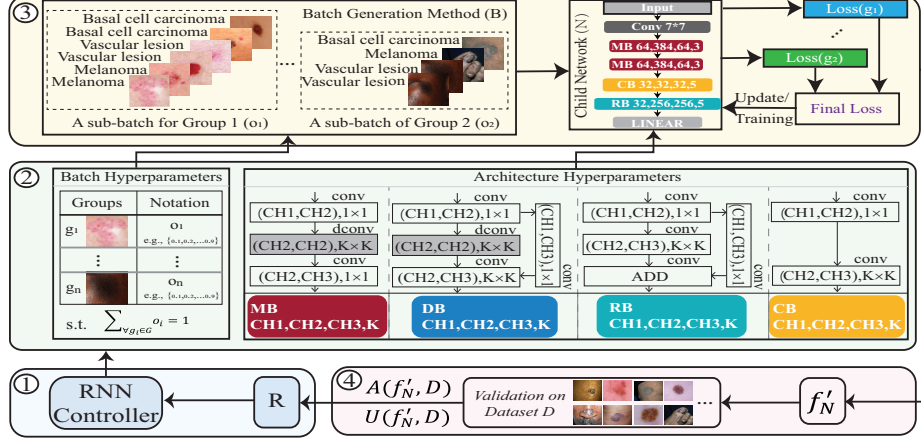 ③
Basal cell carcinoma
Basal cell carcinoma
Vascular lesion
Vascular lesion
Melanoma
Melanoma
...
A sub-batch for Group 1 (o₁)
Batch Generation Method (B)
Basal cell carcinoma
Melanoma
Vascular lesion
Vascular lesion
A sub-batch of Group 2 (o₂)
Child Network (N)
Input
Conv 7*7
MB 64,384,64,3
MB 64,384,64,3
CB 32,32,32,5
RB 32,256,256,5
LINEAR
Loss(g₁)
...
Loss(g₂)
Update/
Training
Final Loss
②
Batch Hyperparameters
Groups Notation
g₁ o₁
e.g., {0.1,0.2,...0.9}
⋮ ⋮
gn on
e.g., {0.1,0.2,...0.9}
s.t. ∑∀gi∈G oi = 1
Architecture Hyperparameters
conv
(CH1,CH2),1×1
dconv
(CH2,CH2),K×K
conv
(CH2,CH3),1×1
MB
CH1,CH2,CH3,K
conv
(CH1,CH2),1×1
dconv
(CH2,CH2),K×K
conv
(CH2,CH3),K×K
(CH1,CH3),1×1
conv
DB
CH1,CH2,CH3,K
conv
(CH1,CH2),1×1
conv
(CH2,CH3),K×K
ADD
(CH1,CH3),1×1
conv
RB
CH1,CH2,CH3,K
conv
(CH1,CH2),1×1
conv
(CH2,CH3),K×K
CB
CH1,CH2,CH3,K
①
RNN
Controller
R
④
A(f′N, D)
U(f′N, D)
Validation on
Dataset D
...
f′N